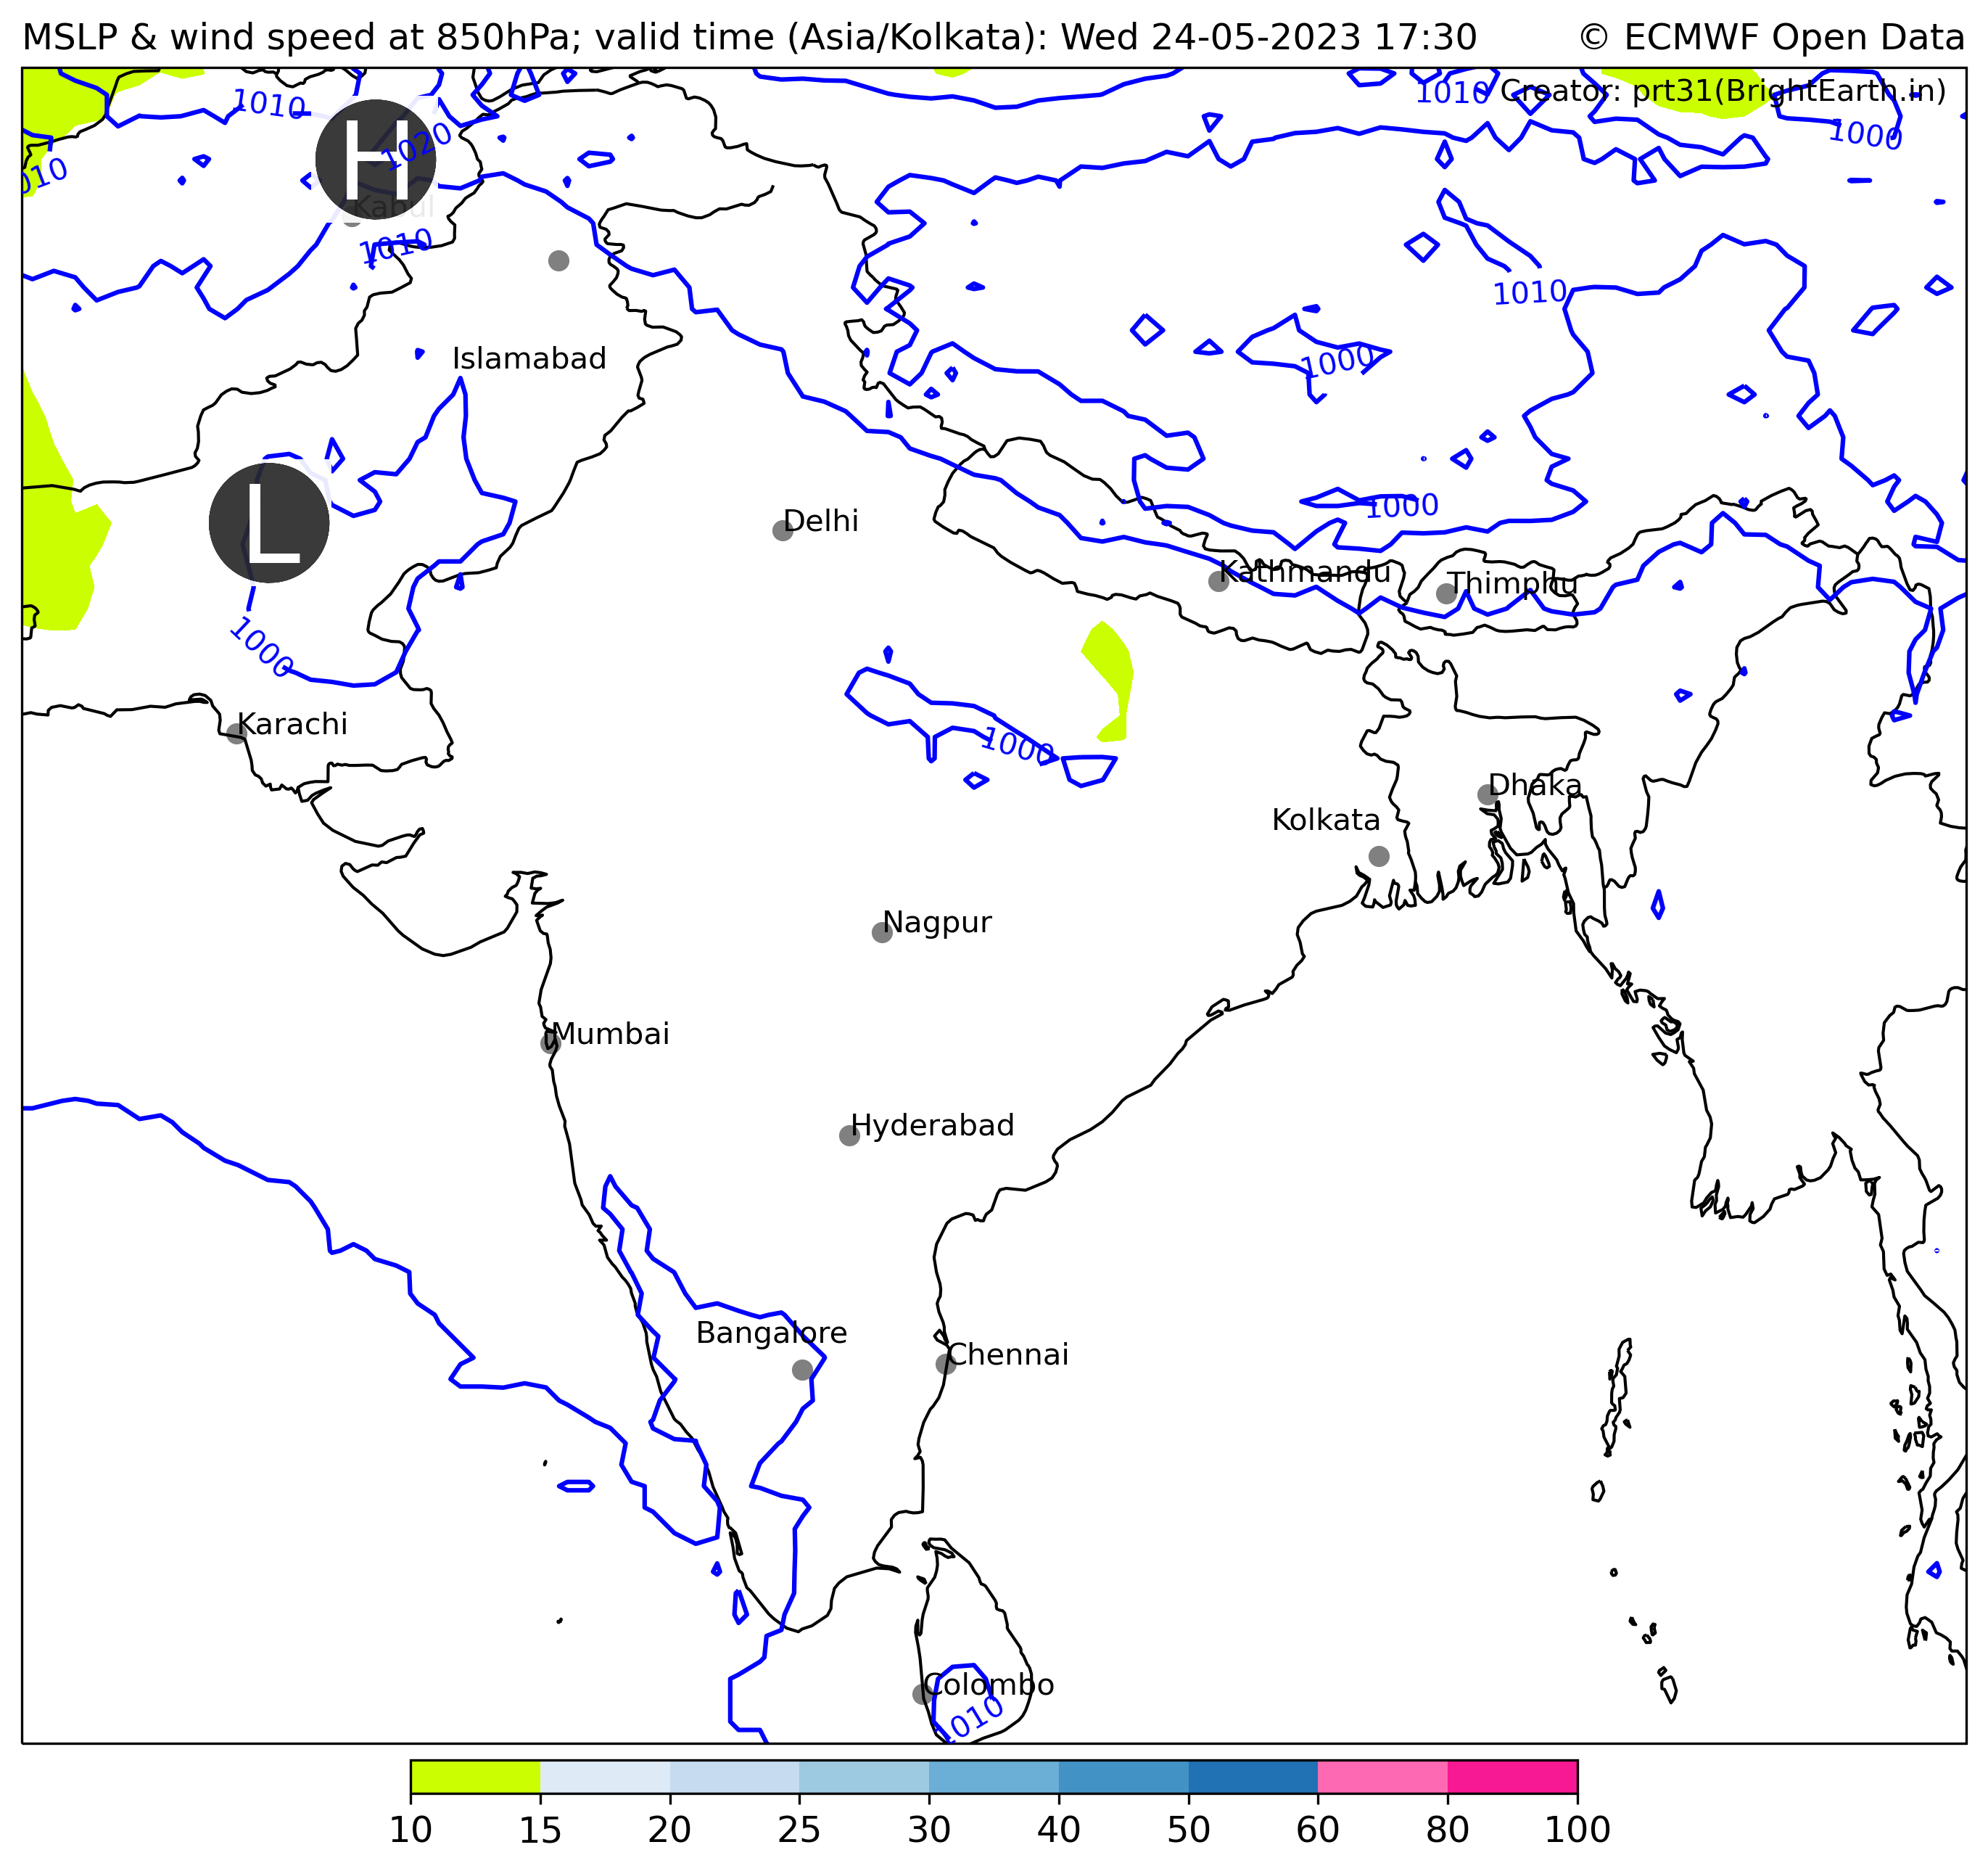 MSLP & wind speed at 850hPa; valid time (Asia/Kolkata): Wed 24-05-2023 17:30
© ECMWF Open Data
Creator: prt31(BrightEarth.in)
1010
1010
1000
H
1020
010
Kabul
1010
1010
Islamabad
1000
L
1000
Delhi
Kathmandu
Thimphu
1000
Karachi
1000
Dhaka
Kolkata
Nagpur
Mumbai
Hyderabad
Bangalore
Chennai
Colombo
010
10 15 20 25 30 40 50 60 80 100